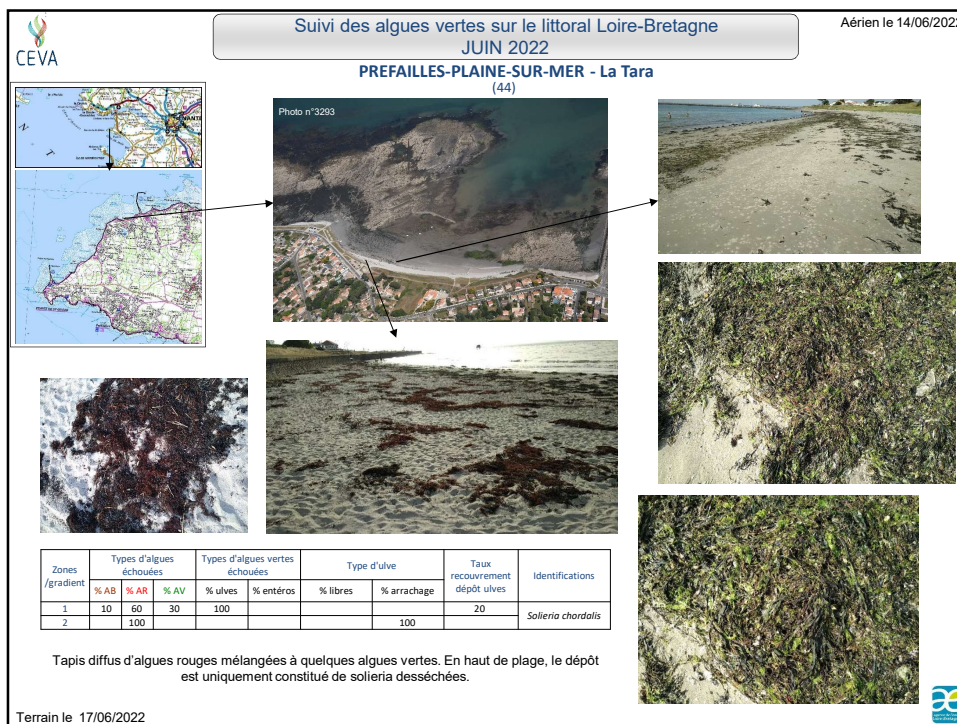 CEVA
Suivi des algues vertes sur le littoral Loire-Bretagne
JUIN 2022
Aérien le 14/06/2022
PREFAILLES-PLAINE-SUR-MER - La Tara
(44)
Photo n°3293
Zones /gradient
Types d'algues échouées
Types d'algues vertes échouées
Type d'ulve
Taux recouvrement dépôt ulves
Identifications
% AB % AR % AV % ulves % entéros % libres % arrachage
1 10 60 30 100 20 Solieria chordalis
2 100 100
Tapis diffus d'algues rouges mélangées à quelques algues vertes. En haut de plage, le dépôt
est uniquement constitué de solieria desséchées.
Terrain le 17/06/2022